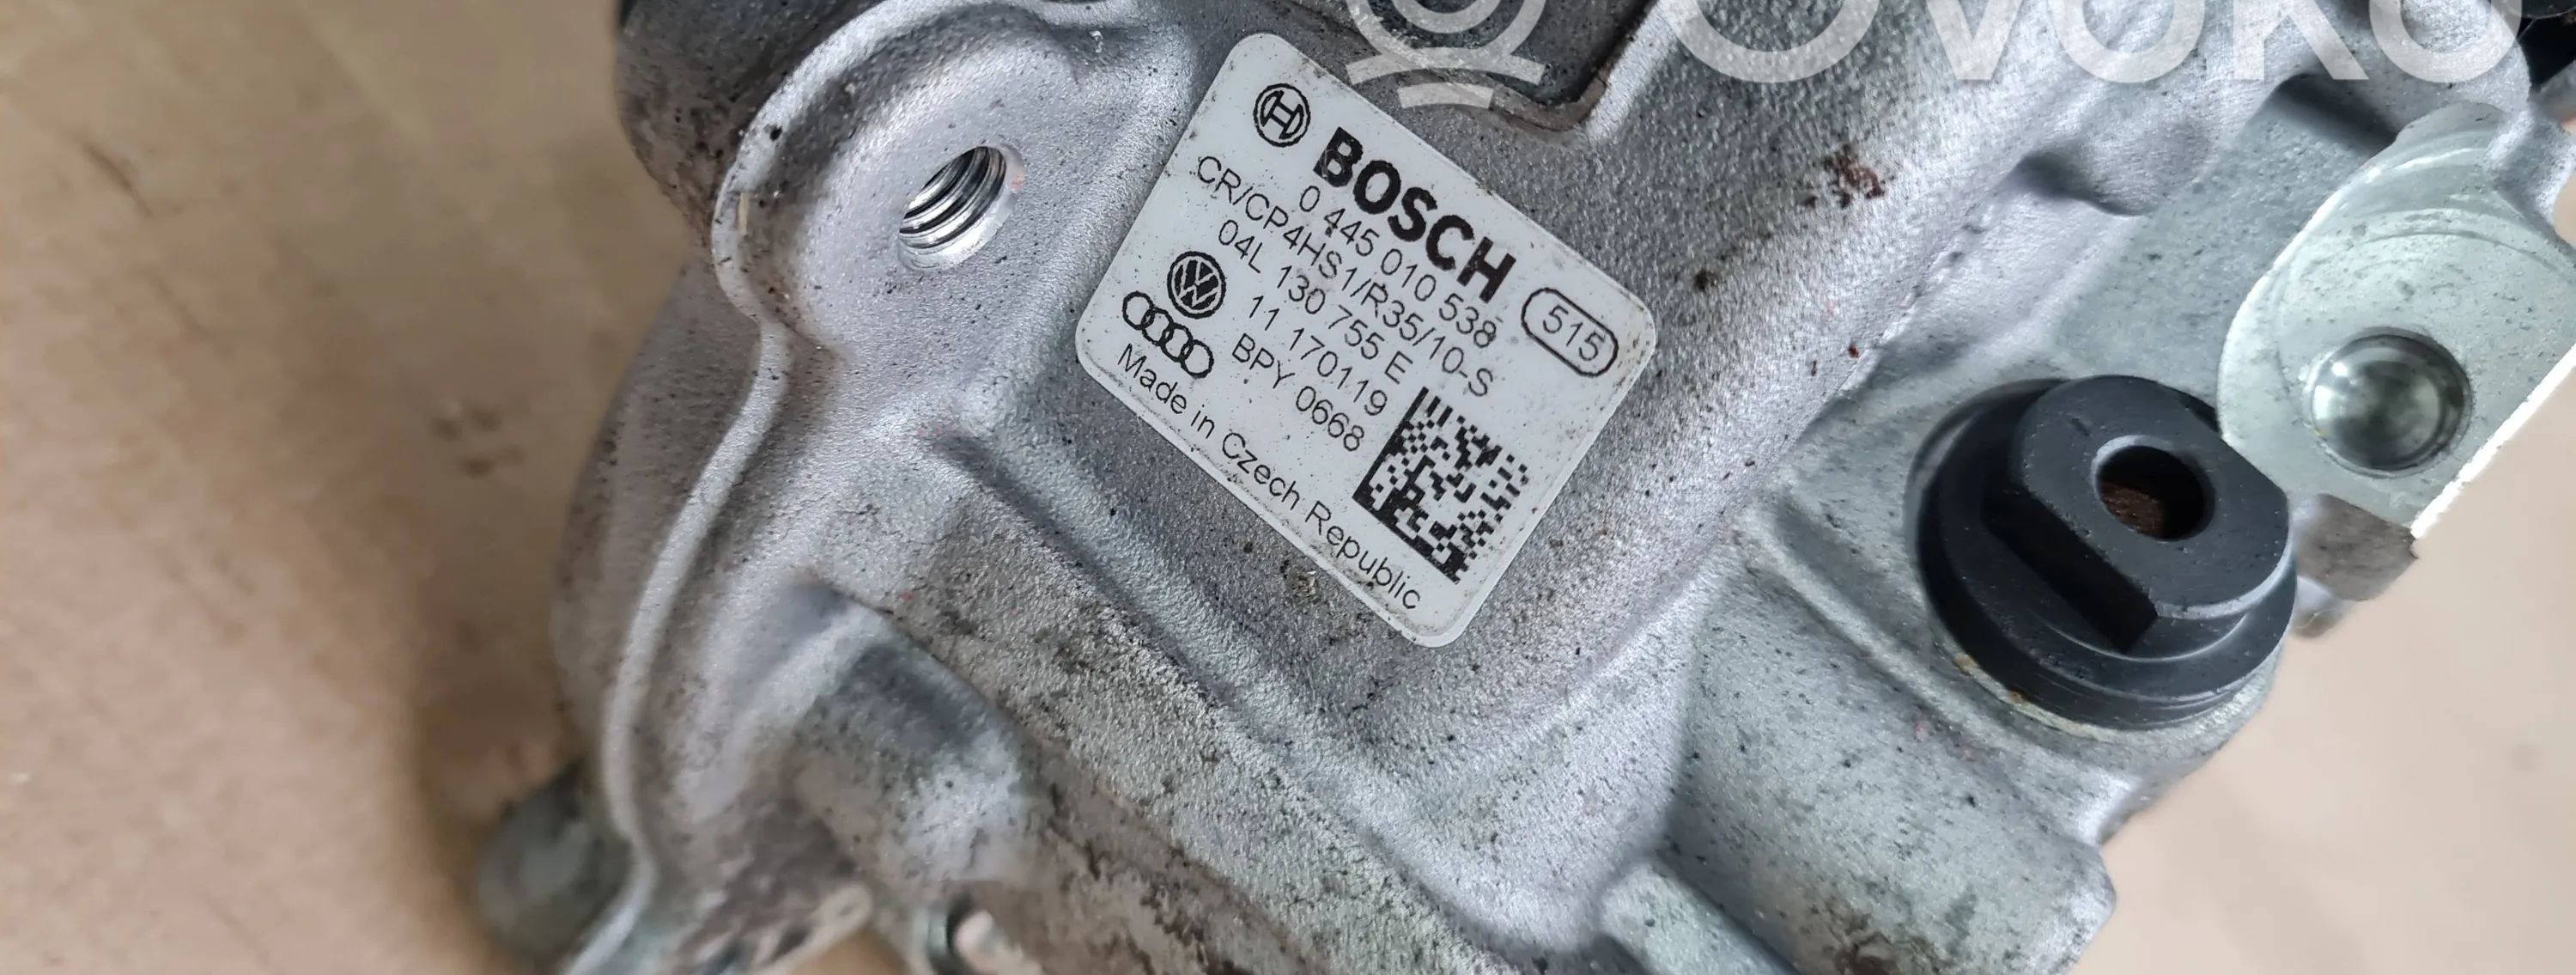 OVOKO
BOSCH
0 445 010 538
515
CR/CP4HS1/R35/10-S
04L 130 755 E
11 170119
BPY 0668
Made in Czech Republic